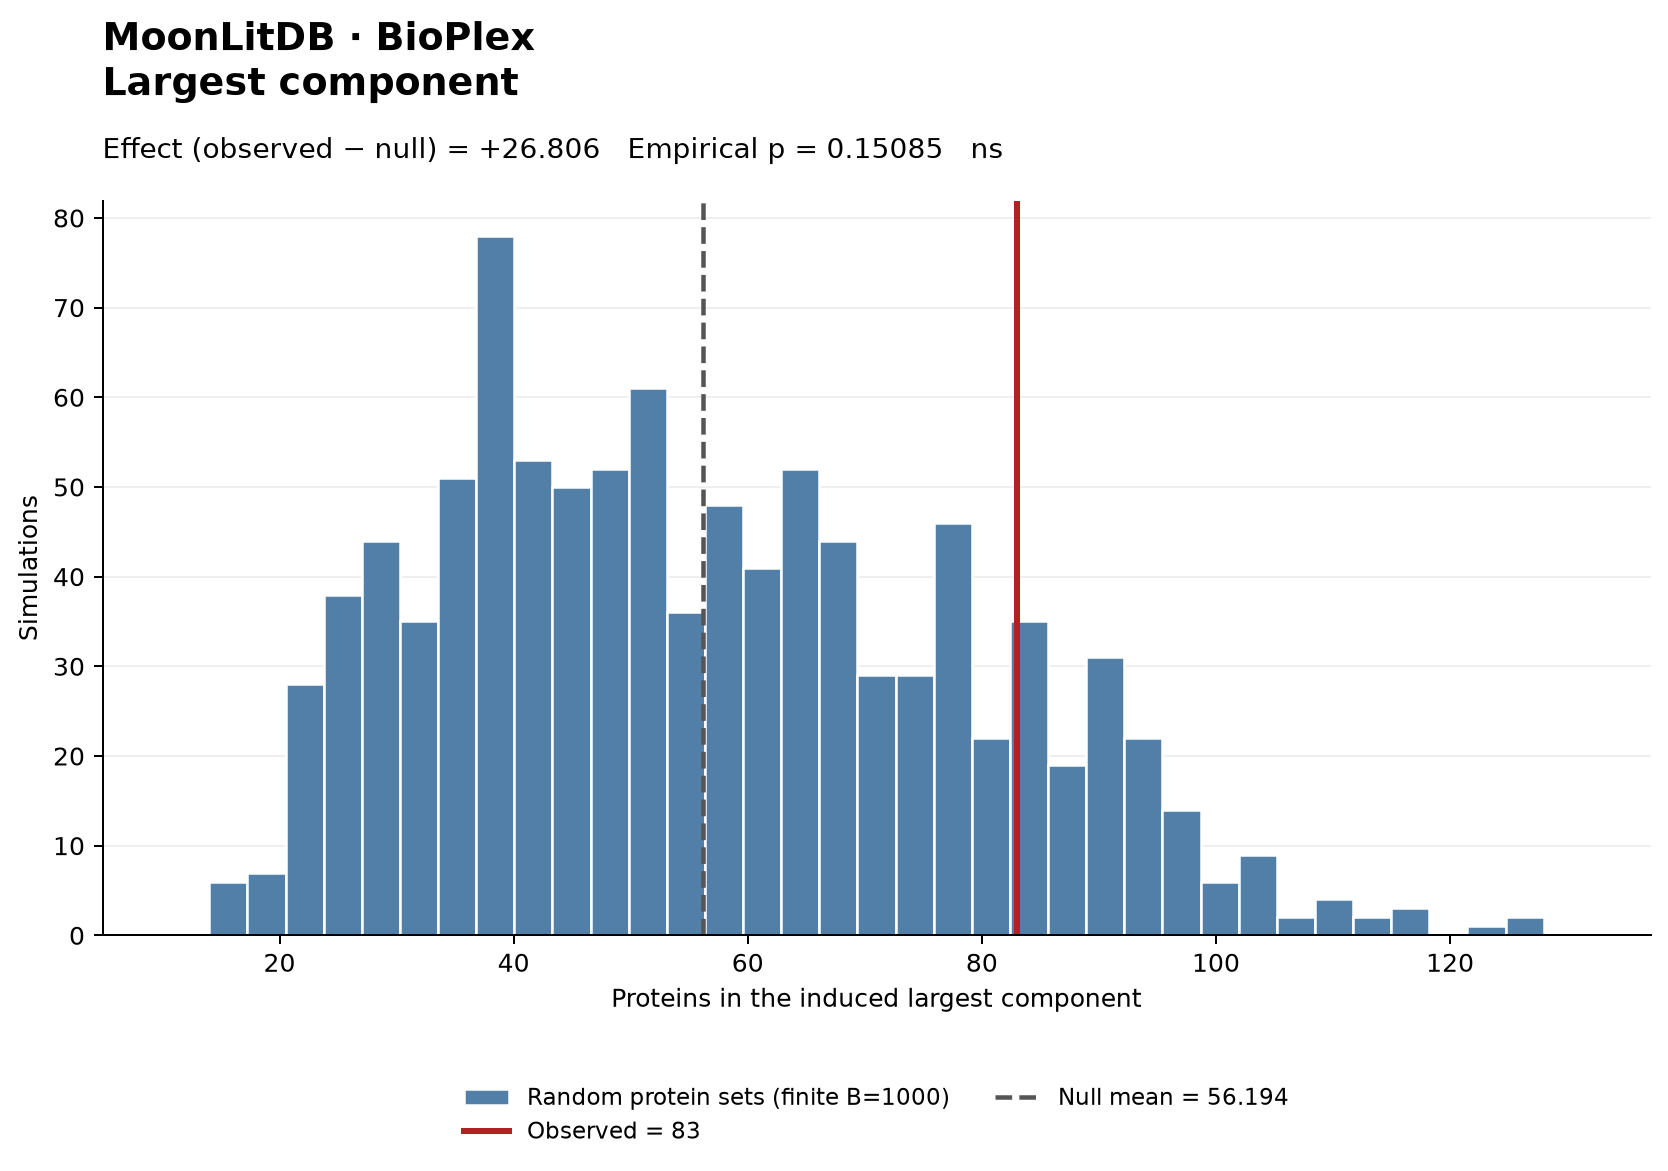 MoonLitDB · BioPlex
Largest component
Effect (observed − null) = +26.806   Empirical p = 0.15085   ns
80
70
60
50
40
30
20
10
0
Simulations
20 40 60 80 100 120
Proteins in the induced largest component
Random protein sets (finite B=1000)   Null mean = 56.194
Observed = 83